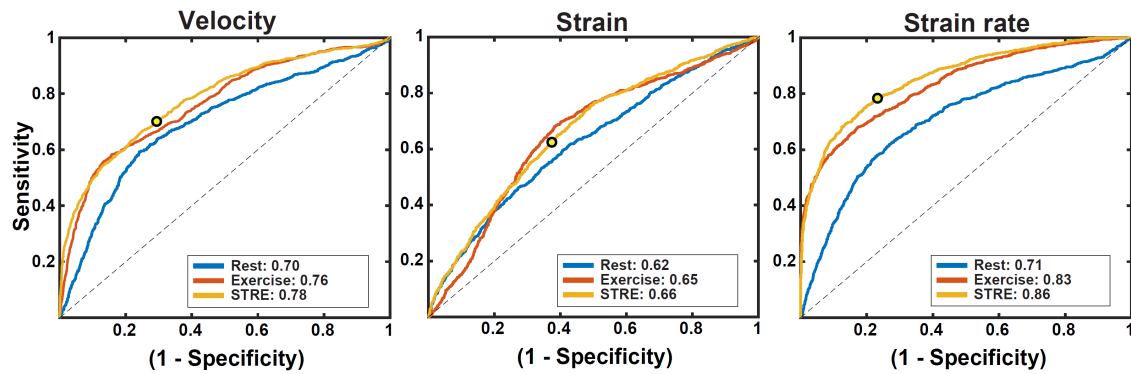 Velocity
Sensitivity
1
0.8
0.6
0.4
0.2
0.2
0.4
0.6
0.8
1
Rest: 0.70
Exercise: 0.76
STRE: 0.78
(1 - Specificity)
Strain
1
0.8
0.6
0.4
0.2
0.2
0.4
0.6
0.8
1
Rest: 0.62
Exercise: 0.65
STRE: 0.66
(1 - Specificity)
Strain rate
1
0.8
0.6
0.4
0.2
0.2
0.4
0.6
0.8
1
Rest: 0.71
Exercise: 0.83
STRE: 0.86
(1 - Specificity)